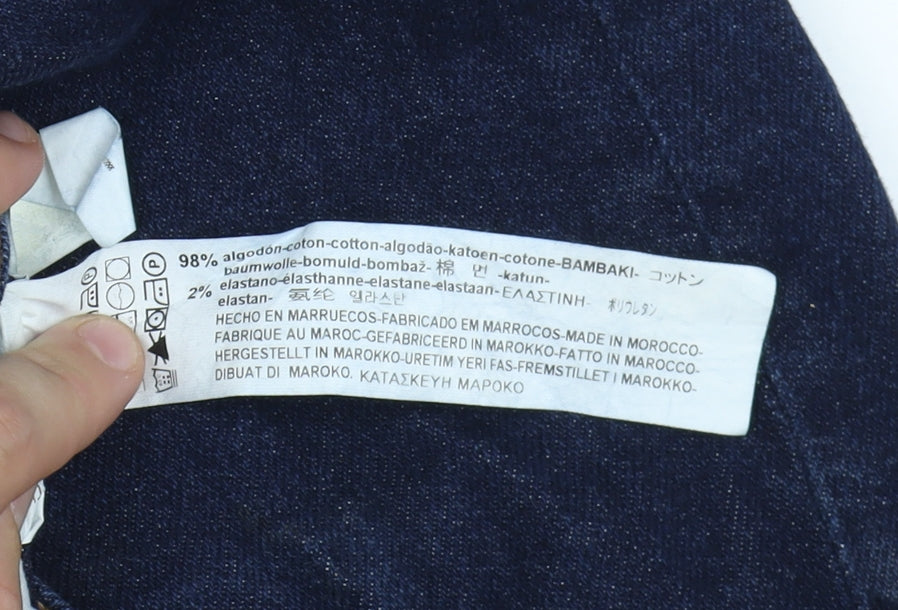 98% algodón-coton-cotton-algodão-katoen-cotone-BAMBAKI- コットン
baumwolle-bomuld-bombaž- 棉 면 -katun-
2% elastano-élasthanne-elastane-elastaan-ΕΛΑΣΤΙΝΗ- ポリウレタン
elastan- 氨纶 엘라스탄
HECHO EN MARRUECOS-FABRICADO EM MARROCOS-MADE IN MOROCCO-
FABRIQUE AU MAROC-GEFABRICEERD IN MAROKKO-FATTO IN MAROCCO-
HERGESTELLT IN MAROKKO-URETIM YERI FAS-FREMSTILLET I MAROKKO-
DIBUAT DI MAROKO. ΚΑΤΑΣΚΕΥΗ ΜΑΡΟΚΟ